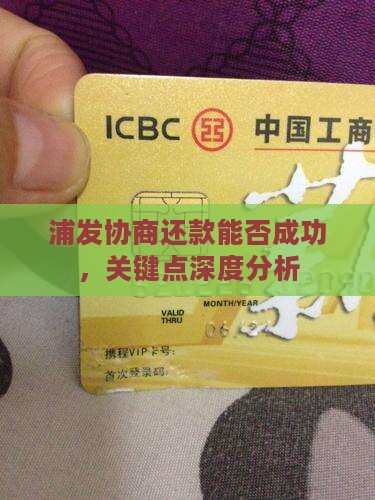 ICBC 中国工商
浦发协商还款能否成功
，关键点深度分析
MONTH/YEAR
VALID
THRU
携程VIP卡号:
首次登录码: